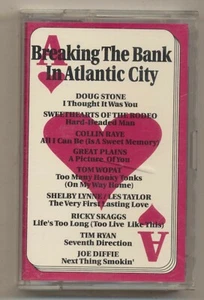 A
Breaking The Bank
In Atlantic City
DOUG STONE
I Thought It Was You
SWEETHEARTS OF THE RODEO
Hard-Headed Man
COLLIN RAYE
All I Can Be (Is A Sweet Memory)
GREAT PLAINS
A Picture Of You
TOM WOPAT
Too Many Honky Tonks
(On My Way Home)
SHELBY LYNNE/LES TAYLOR
The Very First Lasting Love
RICKY SKAGGS
Life's Too Long (Too Live Like This)
TIM RYAN
Seventh Direction
JOE DIFFIE
Next Thing Smokin'
A